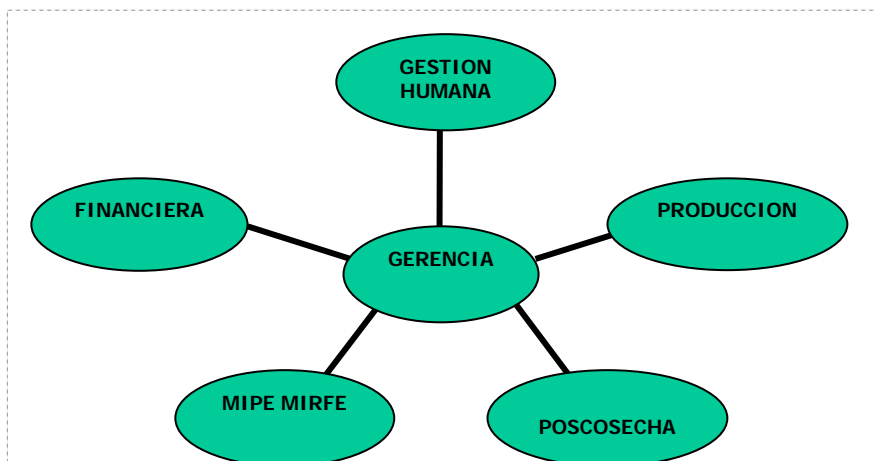 GESTION
HUMANA
FINANCIERA
PRODUCCION
GERENCIA
MIPE MIRFE
POSCOSECHA